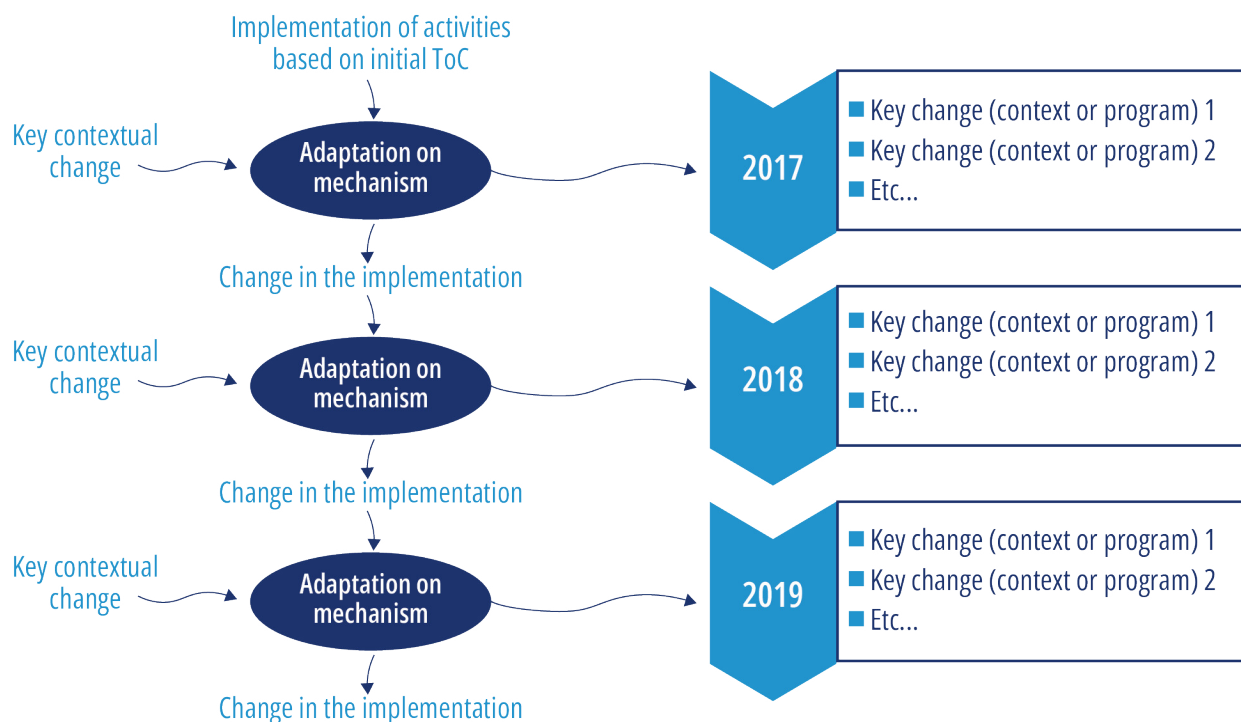 Implementation of activities
based on initial ToC
Key contextual
change
Adaptation on
mechanism
2017
Key change (context or program) 1
Key change (context or program) 2
Etc...
Change in the implementation
Key contextual
change
Adaptation on
mechanism
2018
Key change (context or program) 1
Key change (context or program) 2
Etc...
Change in the implementation
Key contextual
change
Adaptation on
mechanism
2019
Key change (context or program) 1
Key change (context or program) 2
Etc...
Change in the implementation